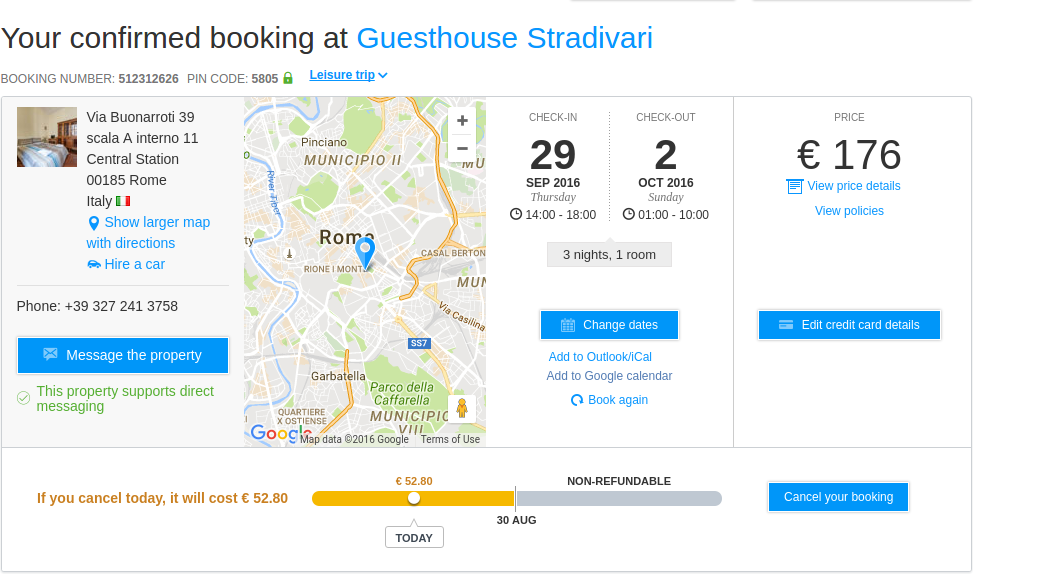 Your confirmed booking at Guesthouse Stradivari
BOOKING NUMBER: 512312626 PIN CODE: 5805 Leisure trip
Via Buonarroti 39
scala A interno 11
Central Station
00185 Rome
Italy
Show larger map
with directions
Hire a car
Phone: +39 327 241 3758
Message the property
This property supports direct
messaging
+
−
Pinciano
MUNICIPIO II
MU
River Tiber
Rome
ty
CASAL BERTON
RIONE I MONTI
MUN
Via Casilina
SS7
Garbatella
Parco della
Caffarella
QUARTIERE
X OSTIENSE
MUNICIPIO
VIII
Google
Map data ©2016 Google
Terms of Use
CHECK-IN
29
SEP 2016
Thursday
14:00 - 18:00
CHECK-OUT
2
OCT 2016
Sunday
01:00 - 10:00
3 nights, 1 room
Change dates
Add to Outlook/iCal
Add to Google calendar
Book again
PRICE
€ 176
View price details
View policies
Edit credit card details
If you cancel today, it will cost € 52.80
€ 52.80
NON-REFUNDABLE
30 AUG
TODAY
Cancel your booking